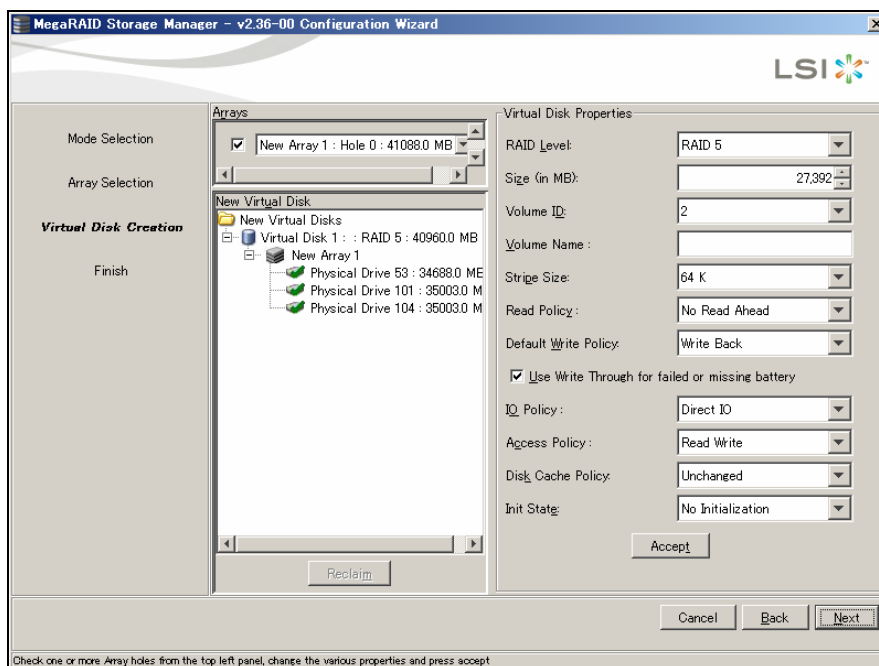 MegaRAID Storage Manager - v2.36-00 Configuration Wizard
LSI
Mode Selection
Array Selection
Virtual Disk Creation
Finish
Arrays
New Array 1 : Hole 0 : 41088.0 MB
New Virtual Disk
New Virtual Disks
Virtual Disk 1 : : RAID 5 : 40960.0 MB
New Array 1
Physical Drive 53 : 34688.0 ME
Physical Drive 101 : 35003.0 M
Physical Drive 104 : 35003.0 M
Reclaim
Virtual Disk Properties
RAID Level: RAID 5
Size (in MB): 27,392
Volume ID: 2
Volume Name :
Stripe Size: 64 K
Read Policy : No Read Ahead
Default Write Policy: Write Back
Use Write Through for failed or missing battery
IO Policy : Direct IO
Access Policy : Read Write
Disk Cache Policy: Unchanged
Init State: No Initialization
Accept
Cancel Back Next
Check one or more Array holes from the top left panel, change the various properties and press accept